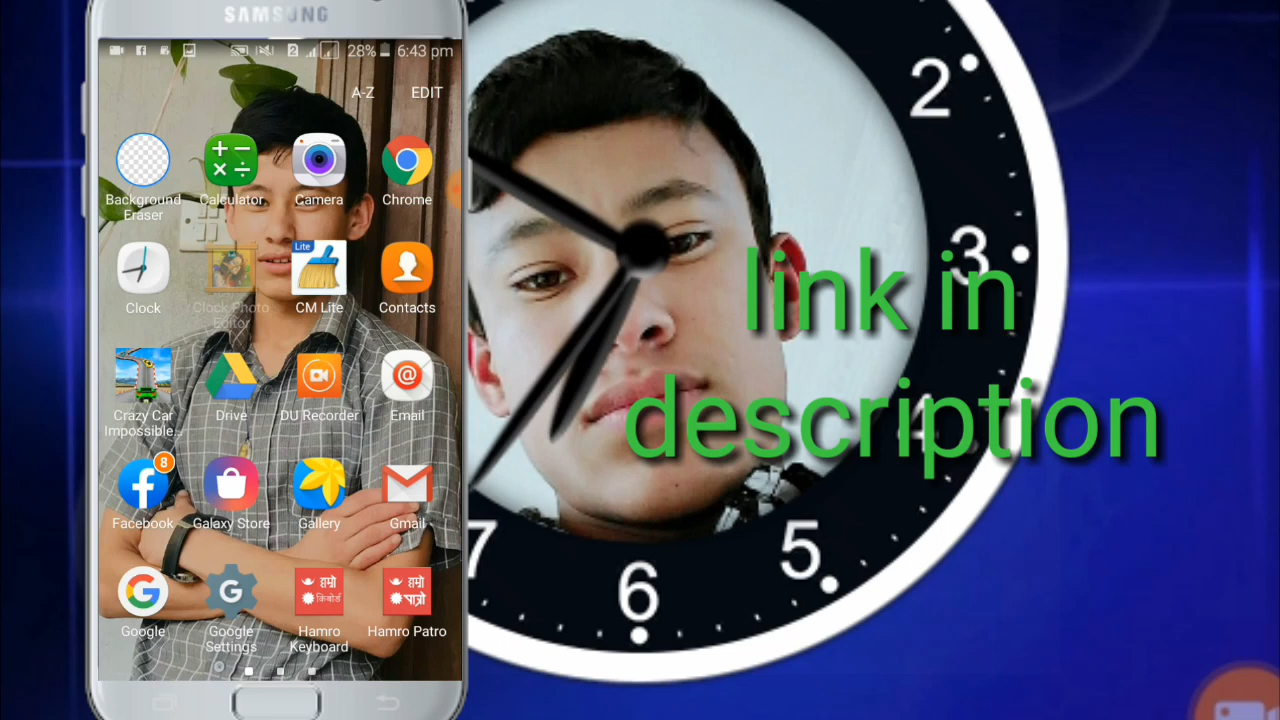 SAMSUNG
2 28% 6:43 pm
A-Z EDIT
Background
Eraser
Calculator
Camera
Chrome
Clock
Clock Photo
Editor
Lite
CM Lite
Contacts
Crazy Car
Impossible...
Drive
DU Recorder
Email
8
Facebook
Galaxy Store
Gallery
Gmail
Google
Google
Settings
हाम्रो
किबोर्ड
Hamro
Keyboard
हाम्रो
पात्रो
Hamro Patro
2
3
4
5
6
7
link in
description